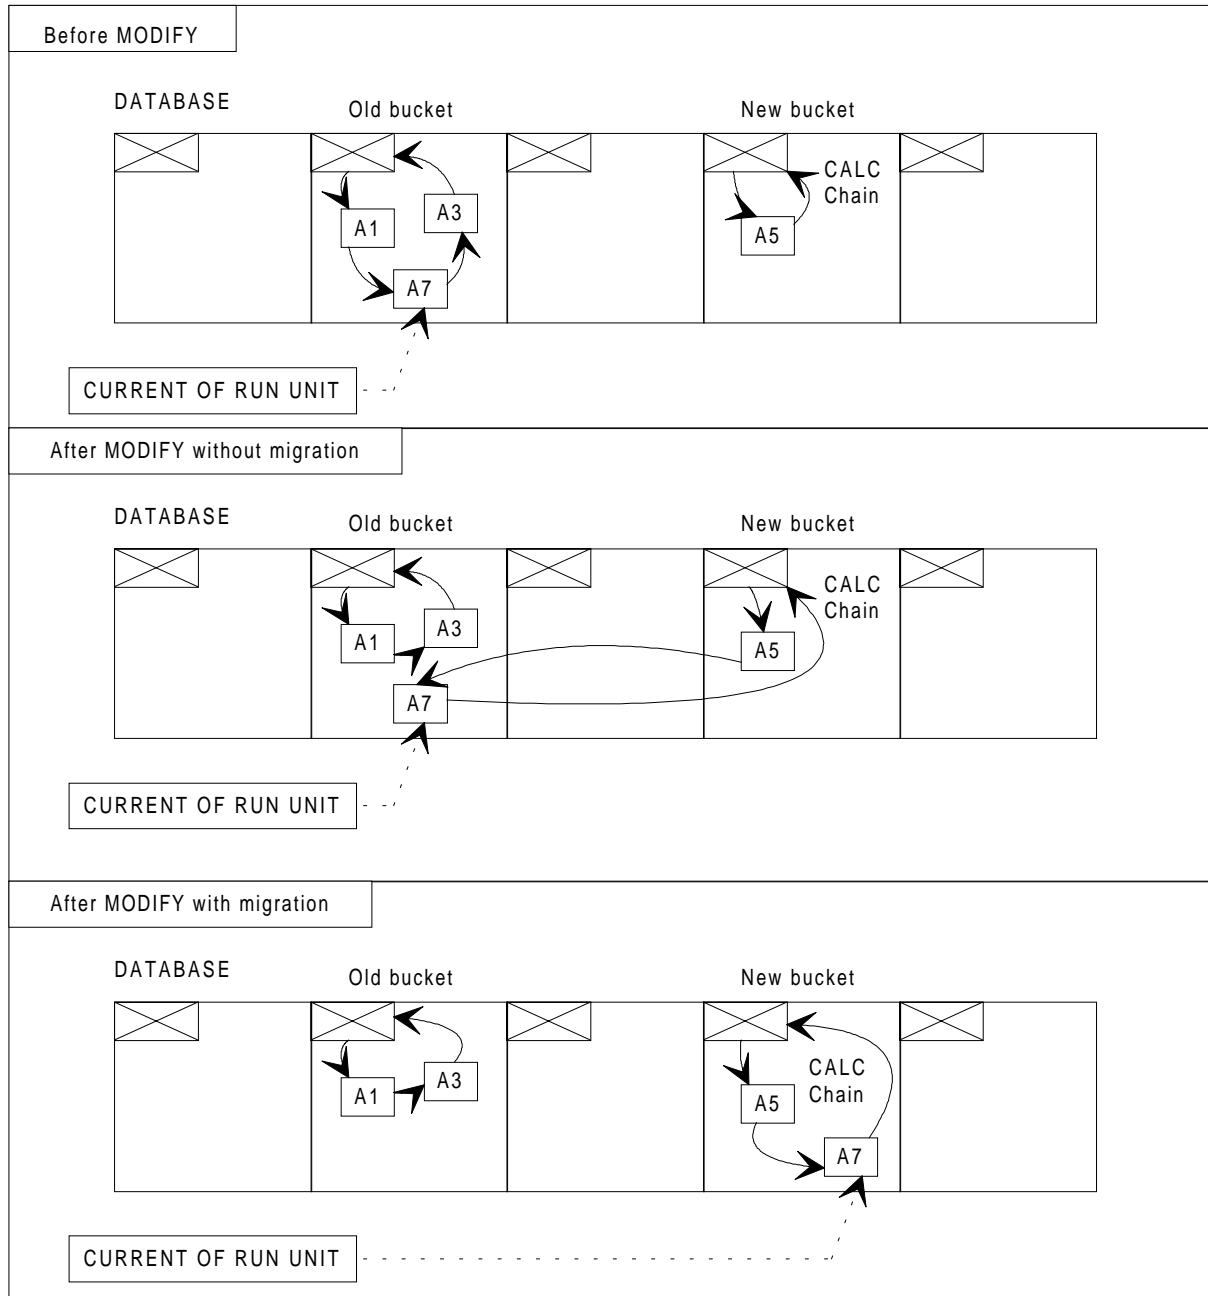 Before MODIFY
DATABASE
Old bucket
New bucket
CALC
Chain
A1
A3
A5
A7
CURRENT OF RUN UNIT
After MODIFY without migration
DATABASE
Old bucket
New bucket
CALC
Chain
A1
A3
A5
A7
CURRENT OF RUN UNIT
After MODIFY with migration
DATABASE
Old bucket
New bucket
CALC
Chain
A1
A3
A5
A7
CURRENT OF RUN UNIT